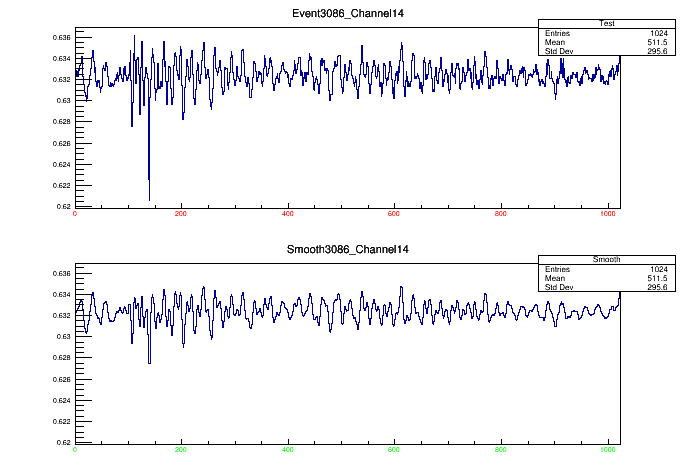 Event3086_Channel14
Test
Entries 1024
Mean 511.5
Std Dev 295.6
0.636
0.634
0.632
0.63
0.628
0.626
0.624
0.622
0.62
0 200 400 600 800 1000
Smooth3086_Channel14
Smooth
Entries 1024
Mean 511.5
Std Dev 295.6
0.636
0.634
0.632
0.63
0.628
0.626
0.624
0.622
0.62
0 200 400 600 800 1000